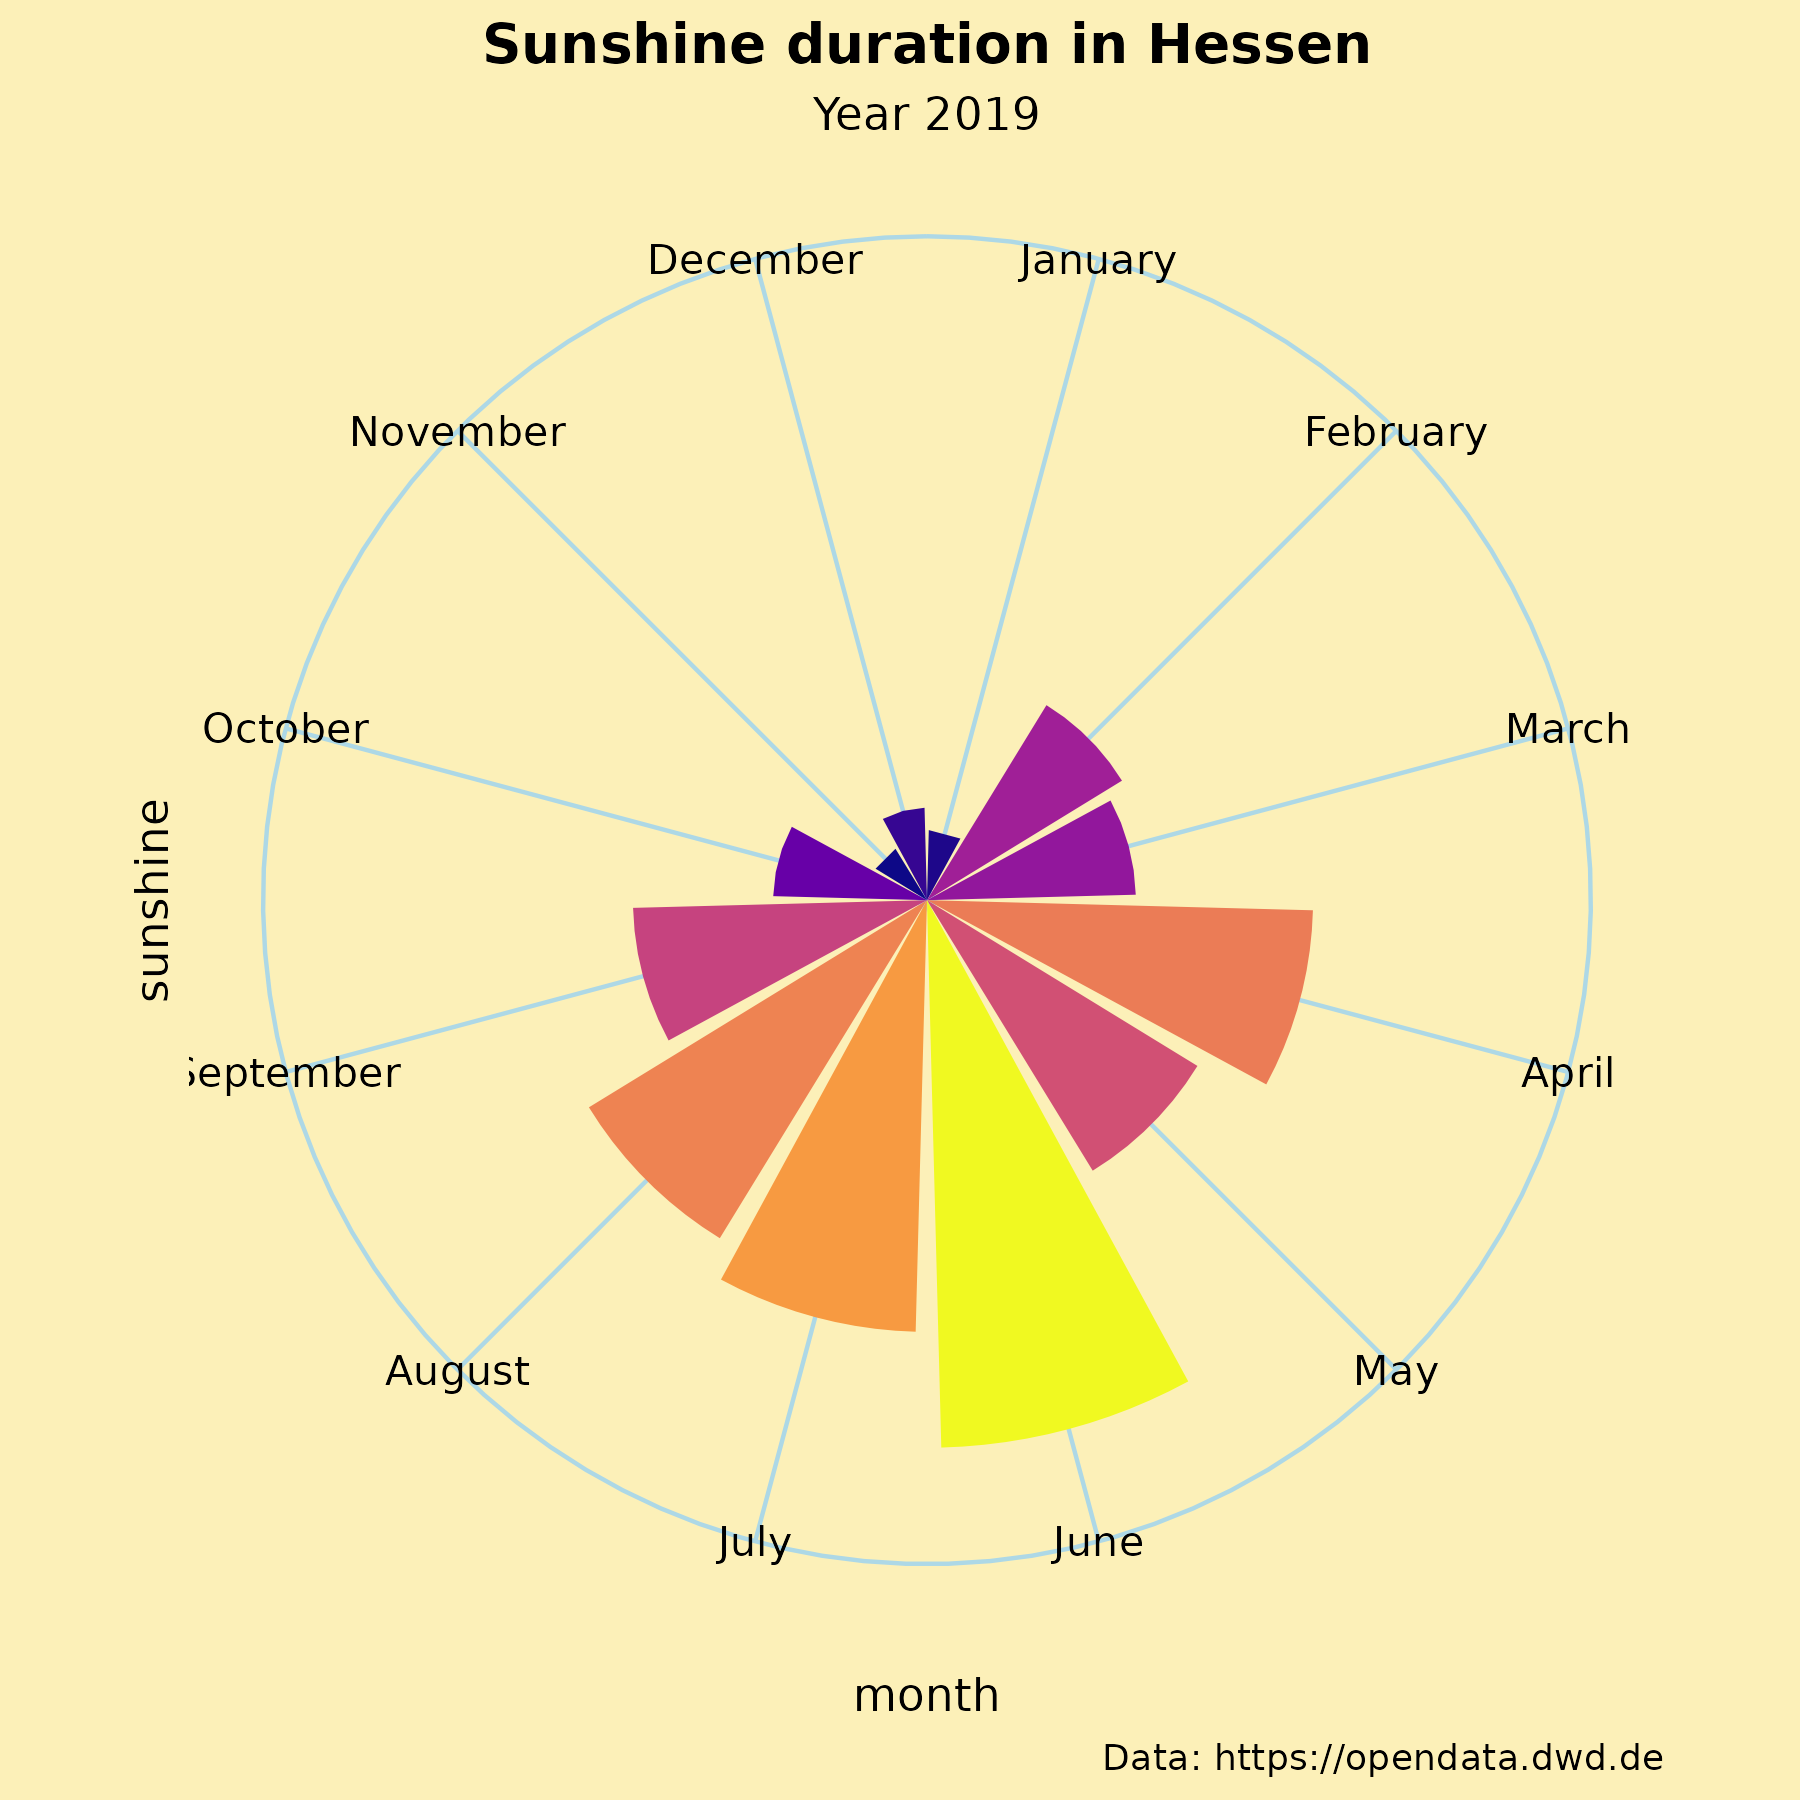 Sunshine duration in Hessen
Year 2019
December
January
November
February
October
March
sunshine
September
April
August
May
July
June
month
Data: https://opendata.dwd.de